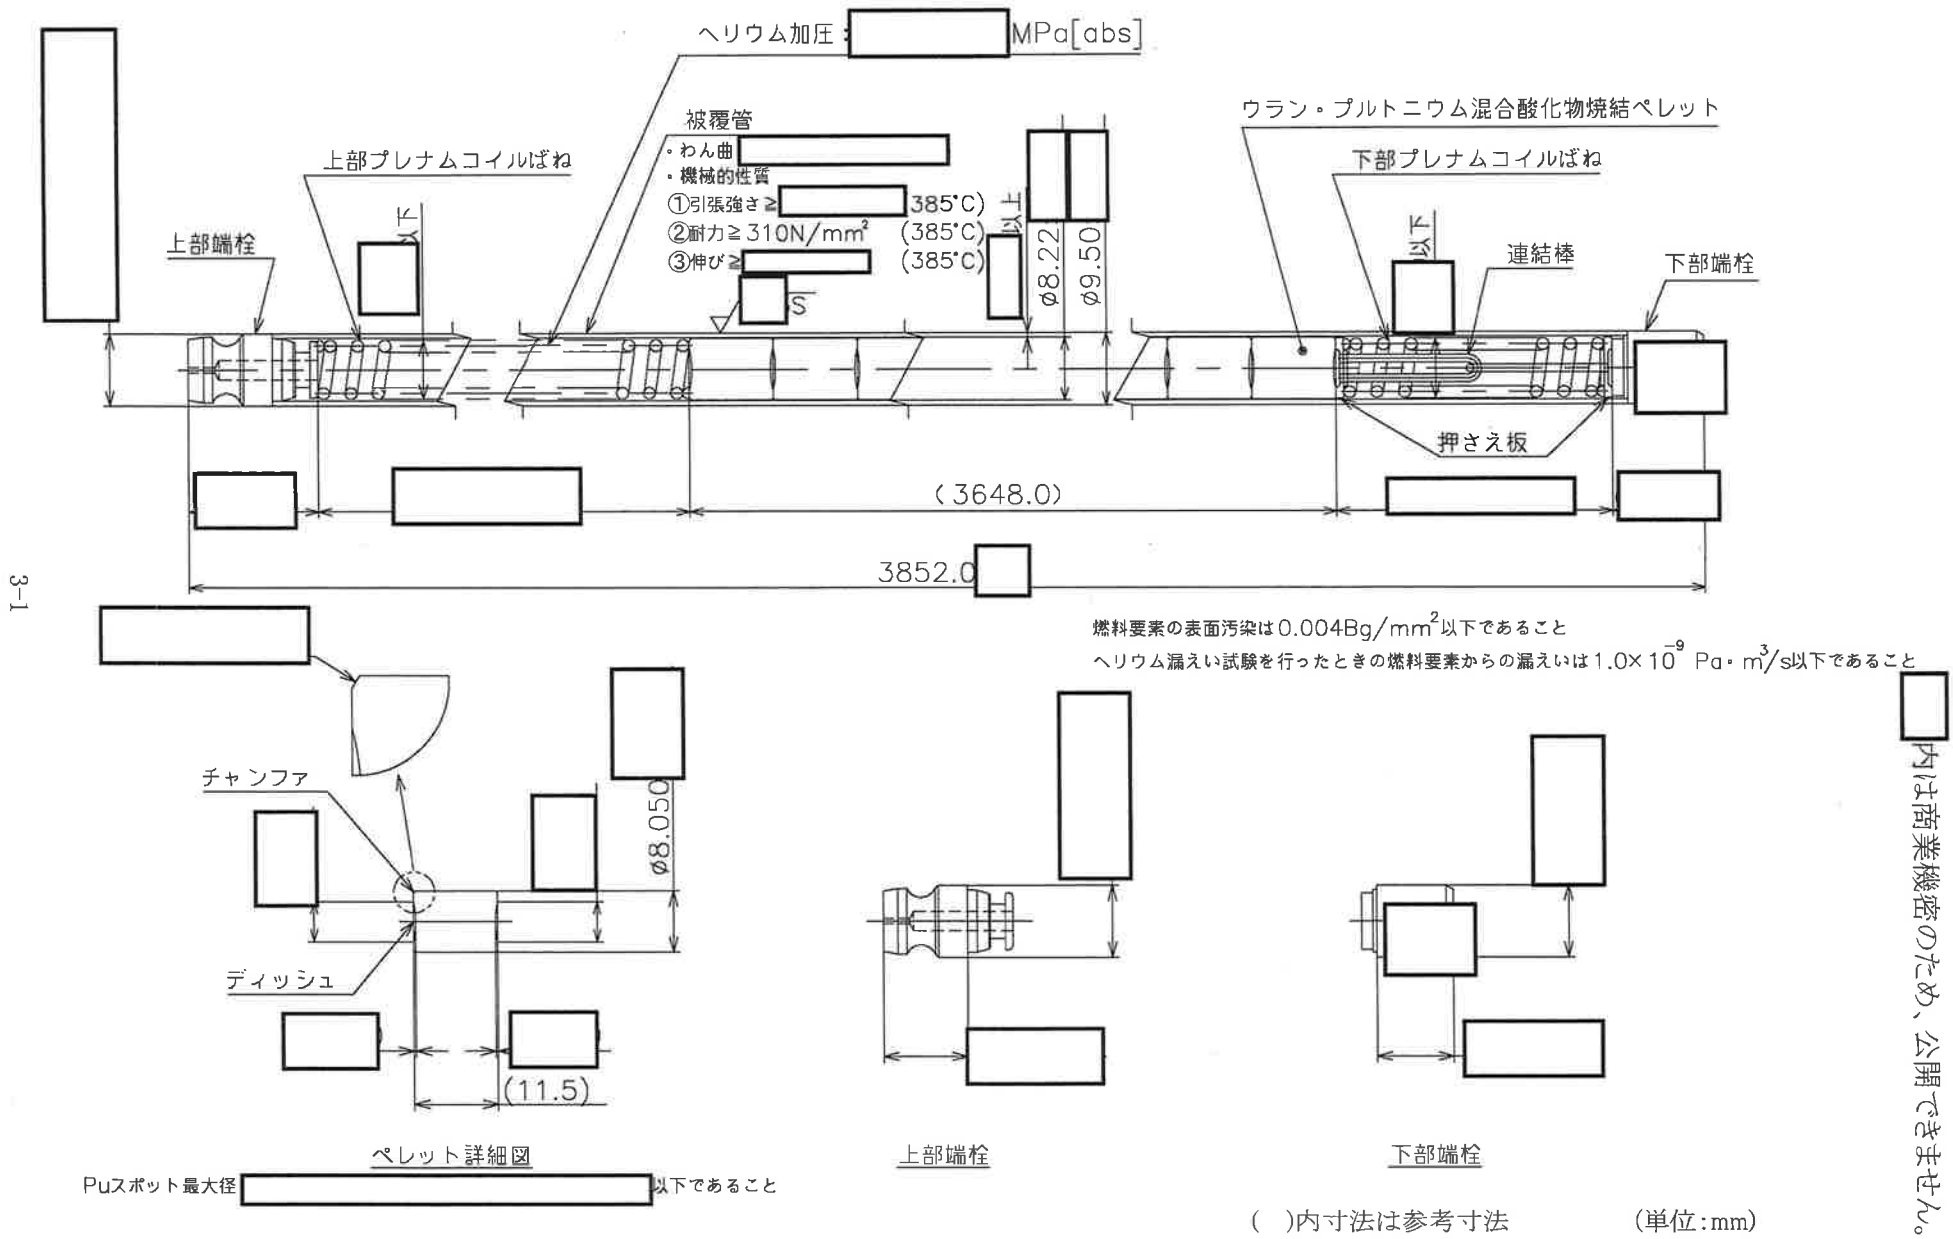 ヘリウム加圧：MPa[abs]
被覆管
・わん曲
・機械的性質
①引張強さ≧ 385°C)
②耐力≧310N/mm² (385°C)
③伸び≧ (385°C)
上部プレナムコイルばね
以下
上部端栓
S
以上
ø8.22
ø9.50
ウラン・プルトニウム混合酸化物焼結ペレット
下部プレナムコイルばね
以下
連結棒
下部端栓
押さえ板
(3648.0)
3852.0
3-1
燃料要素の表面汚染は0.004Bg/mm²以下であること
ヘリウム漏えい試験を行ったときの燃料要素からの漏えいは1.0×10⁻⁹ Pa・m³/s以下であること
チャンファ
ディッシュ
ø8.050
(11.5)
ペレット詳細図
Puスポット最大径 以下であること
上部端栓
下部端栓
( )内寸法は参考寸法 (単位:mm)
内は商業機密のため、公開できません。